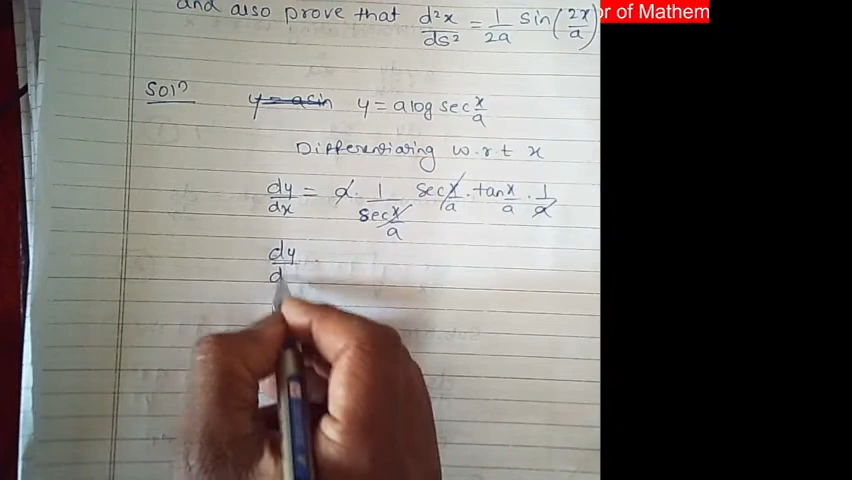 and also prove that d²x/ds² = 1/2a sin(2x/a)
or of Mathem
Solⁿ y = a sin y = a log sec x/a
Differentiating w.r.t x
dy/dx = a · 1/sec x/a sec x/a · tan x/a · 1/a
dy/d